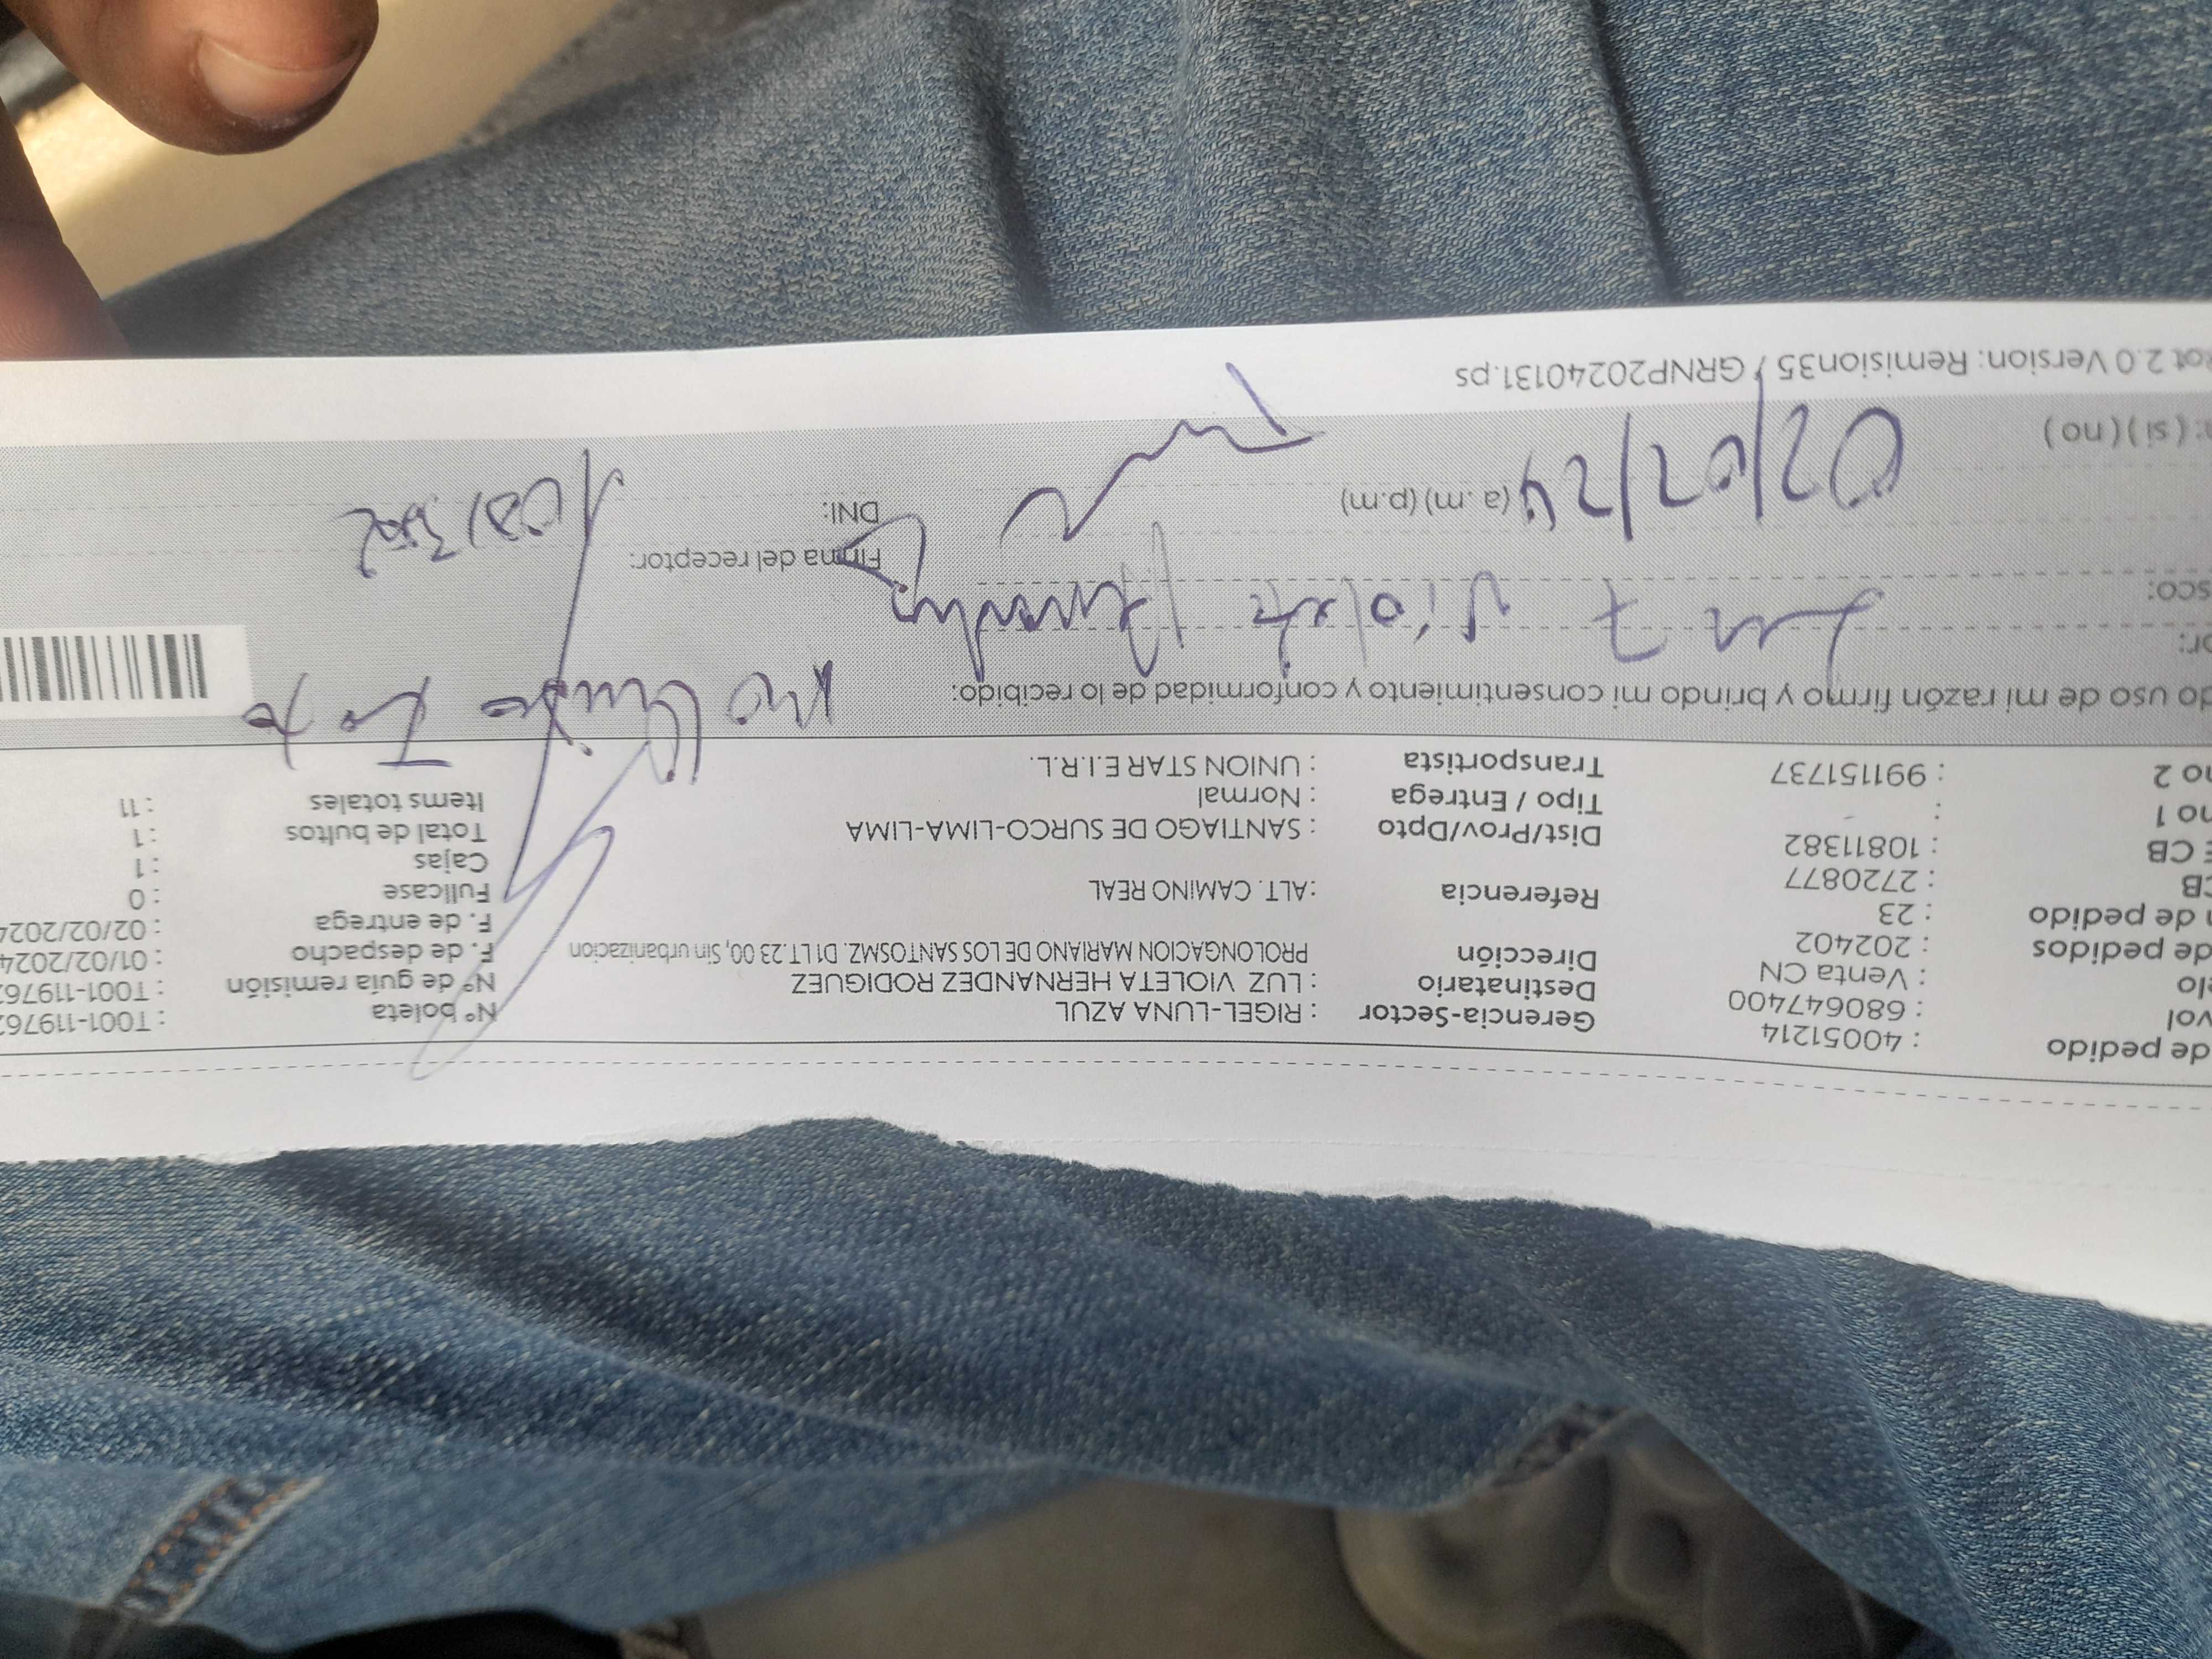 de pedido : 40051214 Gerencia-Sector : RIGEL-LUNA AZUL Nº boleta : T001-11976
vol : 680647400 Destinatario : LUZ VIOLETA HERNANDEZ RODIGUEZ Nº de guía remisión : T001-11976
elo : Venta CN Dirección PROLONGACION MARIANO DE LOS SANTOSMZ. D1 LT.23 00, Sin urbanizacion F. de despacho : 01/02/2024
de pedidos : 202402 F. de entrega : 02/02/2024
n de pedido : 23 Referencia : ALT. CAMINO REAL Fullcase : 0
CB : 2720877 Cajas : 1
E CB : 10811382 Dist/Prov/Dpto : SANTIAGO DE SURCO-LIMA-LIMA Total de bultos : 1
no 1 : - Tipo / Entrega : Normal Items totales : 11
no 2 : 991151737 Transportista : UNION STAR E.I.R.L.
do uso de mi razón firmo y brindo mi consentimiento y conformidad de lo recibido:
or: Luz Violeta
sco: Firma del receptor:
02/02/24 (a.m) (p.m) DNI:
: ( si ) ( no )
Rot 2.0 Version: Remision35 / GRNP20240131.ps